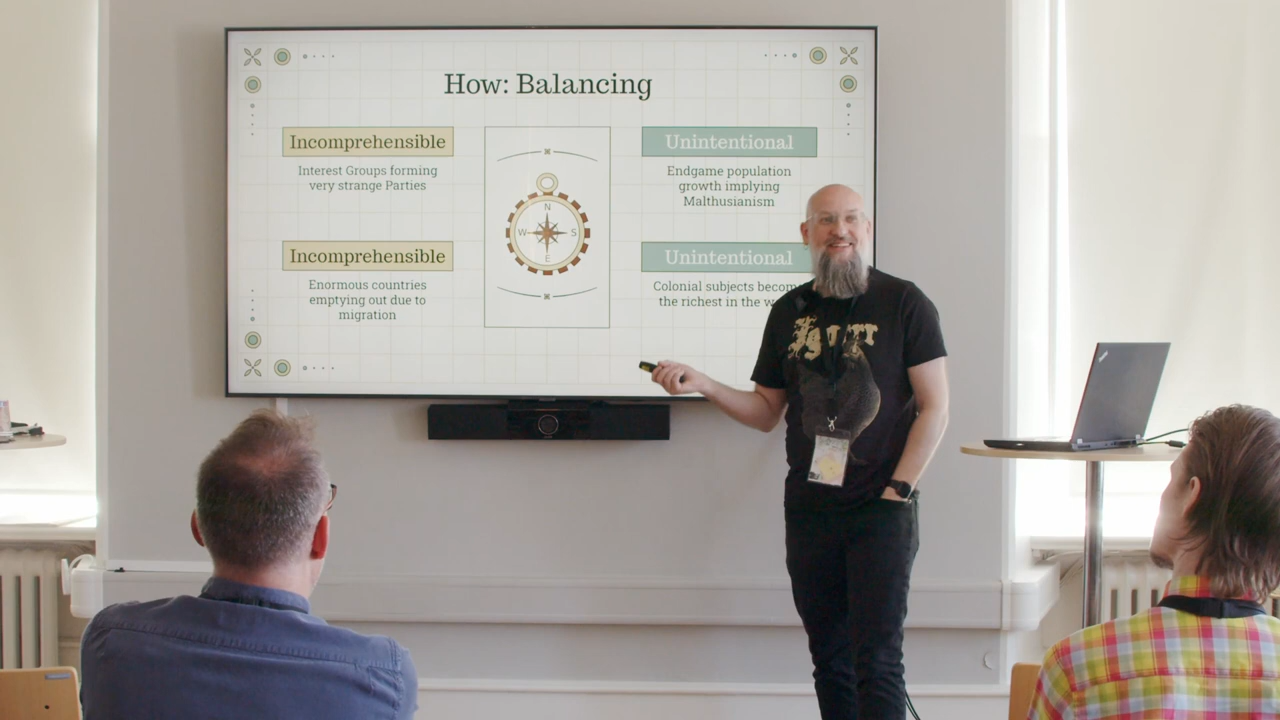 How: Balancing
Incomprehensible
Interest Groups forming
very strange Parties
Incomprehensible
Enormous countries
emptying out due to
migration
N
W
S
E
Unintentional
Endgame population
growth implying
Malthusianism
Unintentional
Colonial subjects
the richest in the
Igorrr